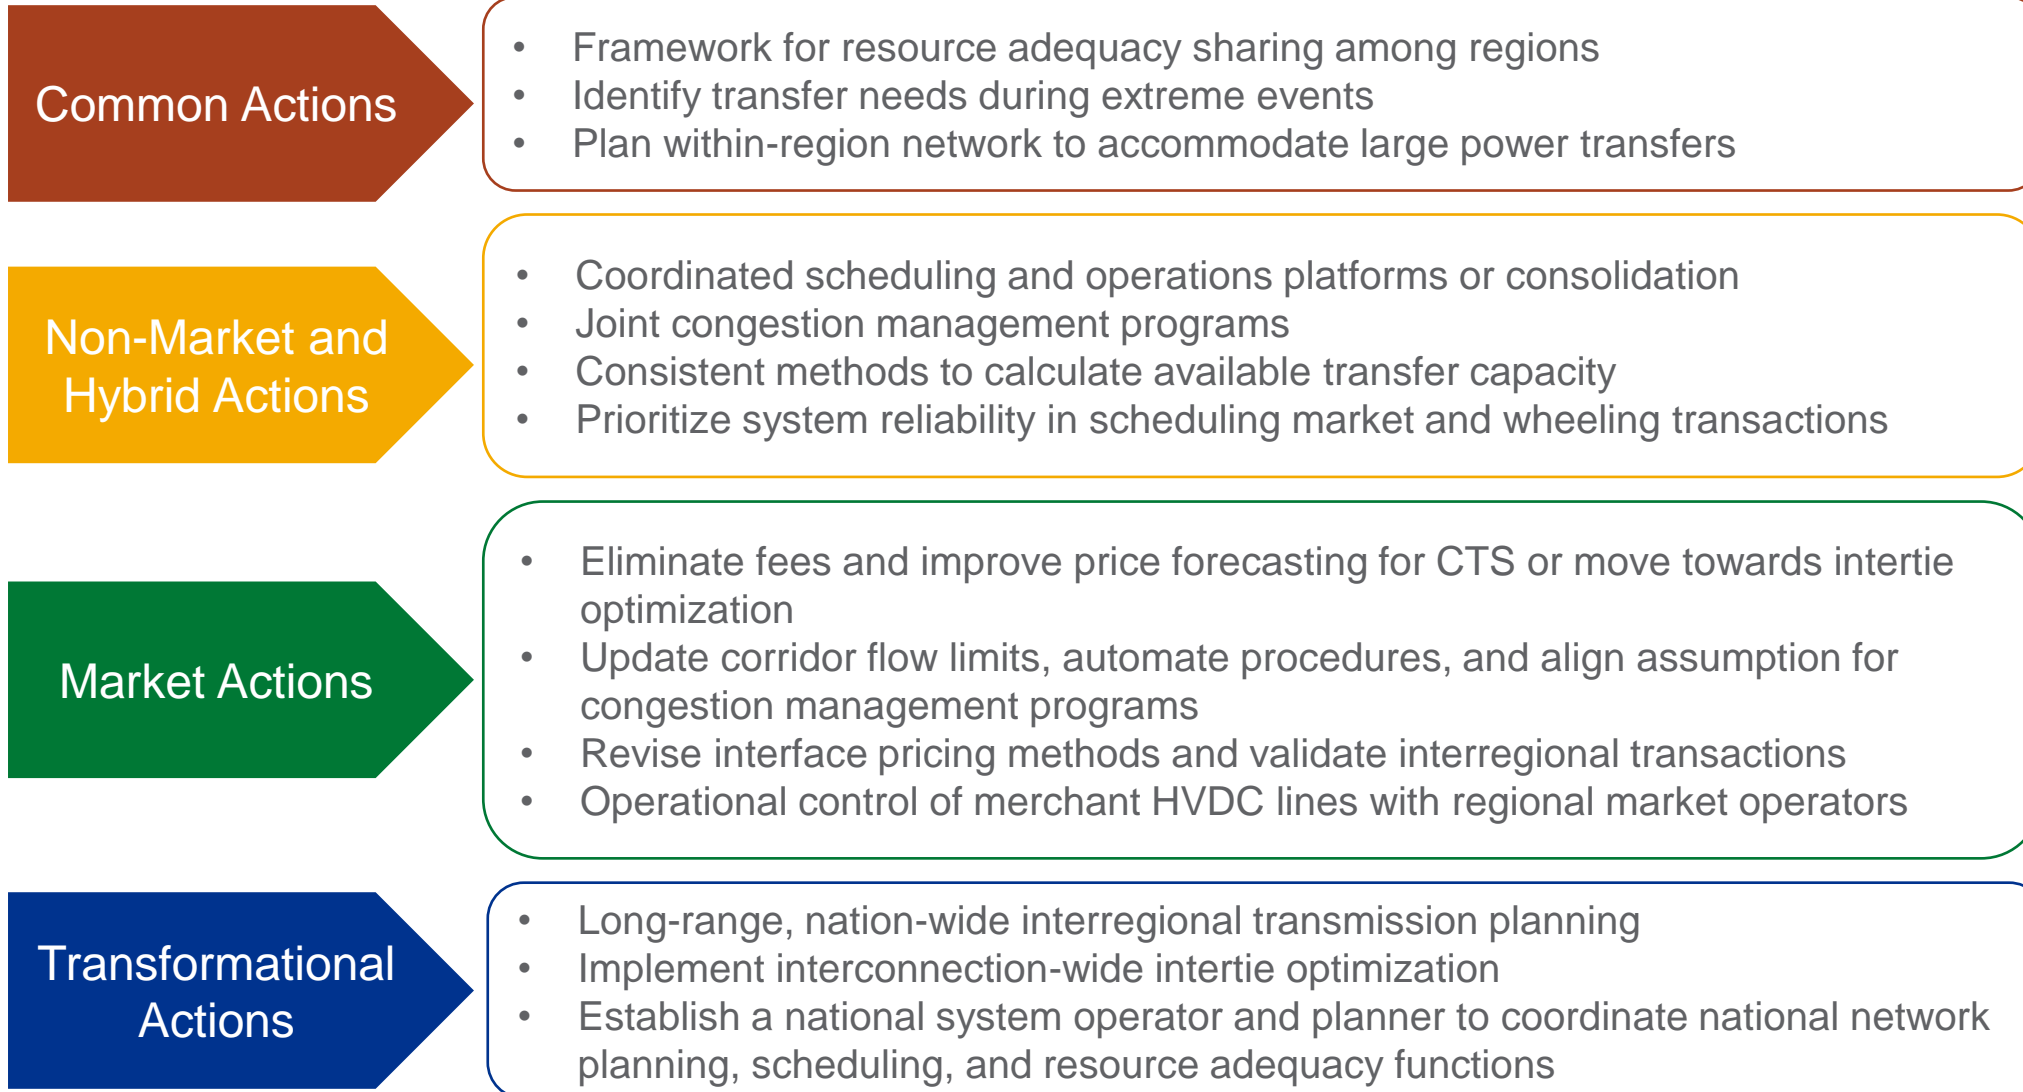 Common Actions
• Framework for resource adequacy sharing among regions
• Identify transfer needs during extreme events
• Plan within-region network to accommodate large power transfers
Non-Market and
Hybrid Actions
• Coordinated scheduling and operations platforms or consolidation
• Joint congestion management programs
• Consistent methods to calculate available transfer capacity
• Prioritize system reliability in scheduling market and wheeling transactions
Market Actions
• Eliminate fees and improve price forecasting for CTS or move towards intertie
optimization
• Update corridor flow limits, automate procedures, and align assumption for
congestion management programs
• Revise interface pricing methods and validate interregional transactions
• Operational control of merchant HVDC lines with regional market operators
Transformational
Actions
• Long-range, nation-wide interregional transmission planning
• Implement interconnection-wide intertie optimization
• Establish a national system operator and planner to coordinate national network
planning, scheduling, and resource adequacy functions